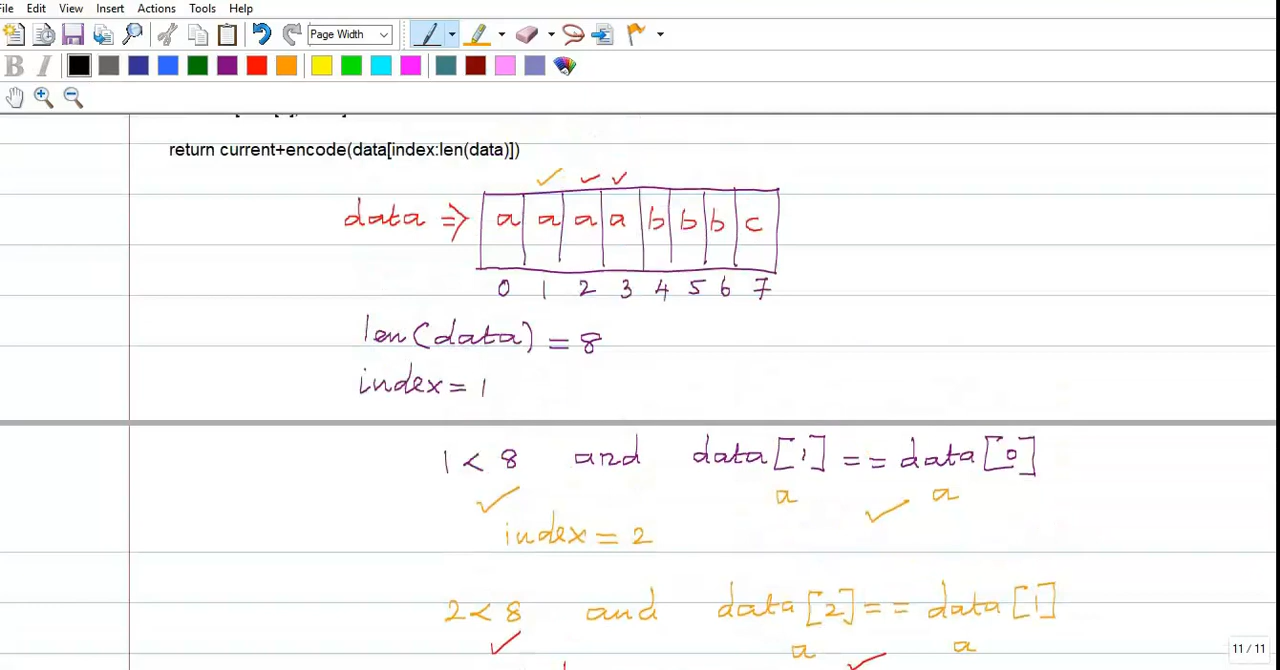 File Edit View Insert Actions Tools Help
Page Width
B I
return current+encode(data[index:len(data)])
data ⇒ a a a a b b b c
0 1 2 3 4 5 6 7
len(data) = 8
index = 1
1 < 8 and data[1] == data[0]
a a
index = 2
2 < 8 and data[2] == data[1]
a a
11 / 11